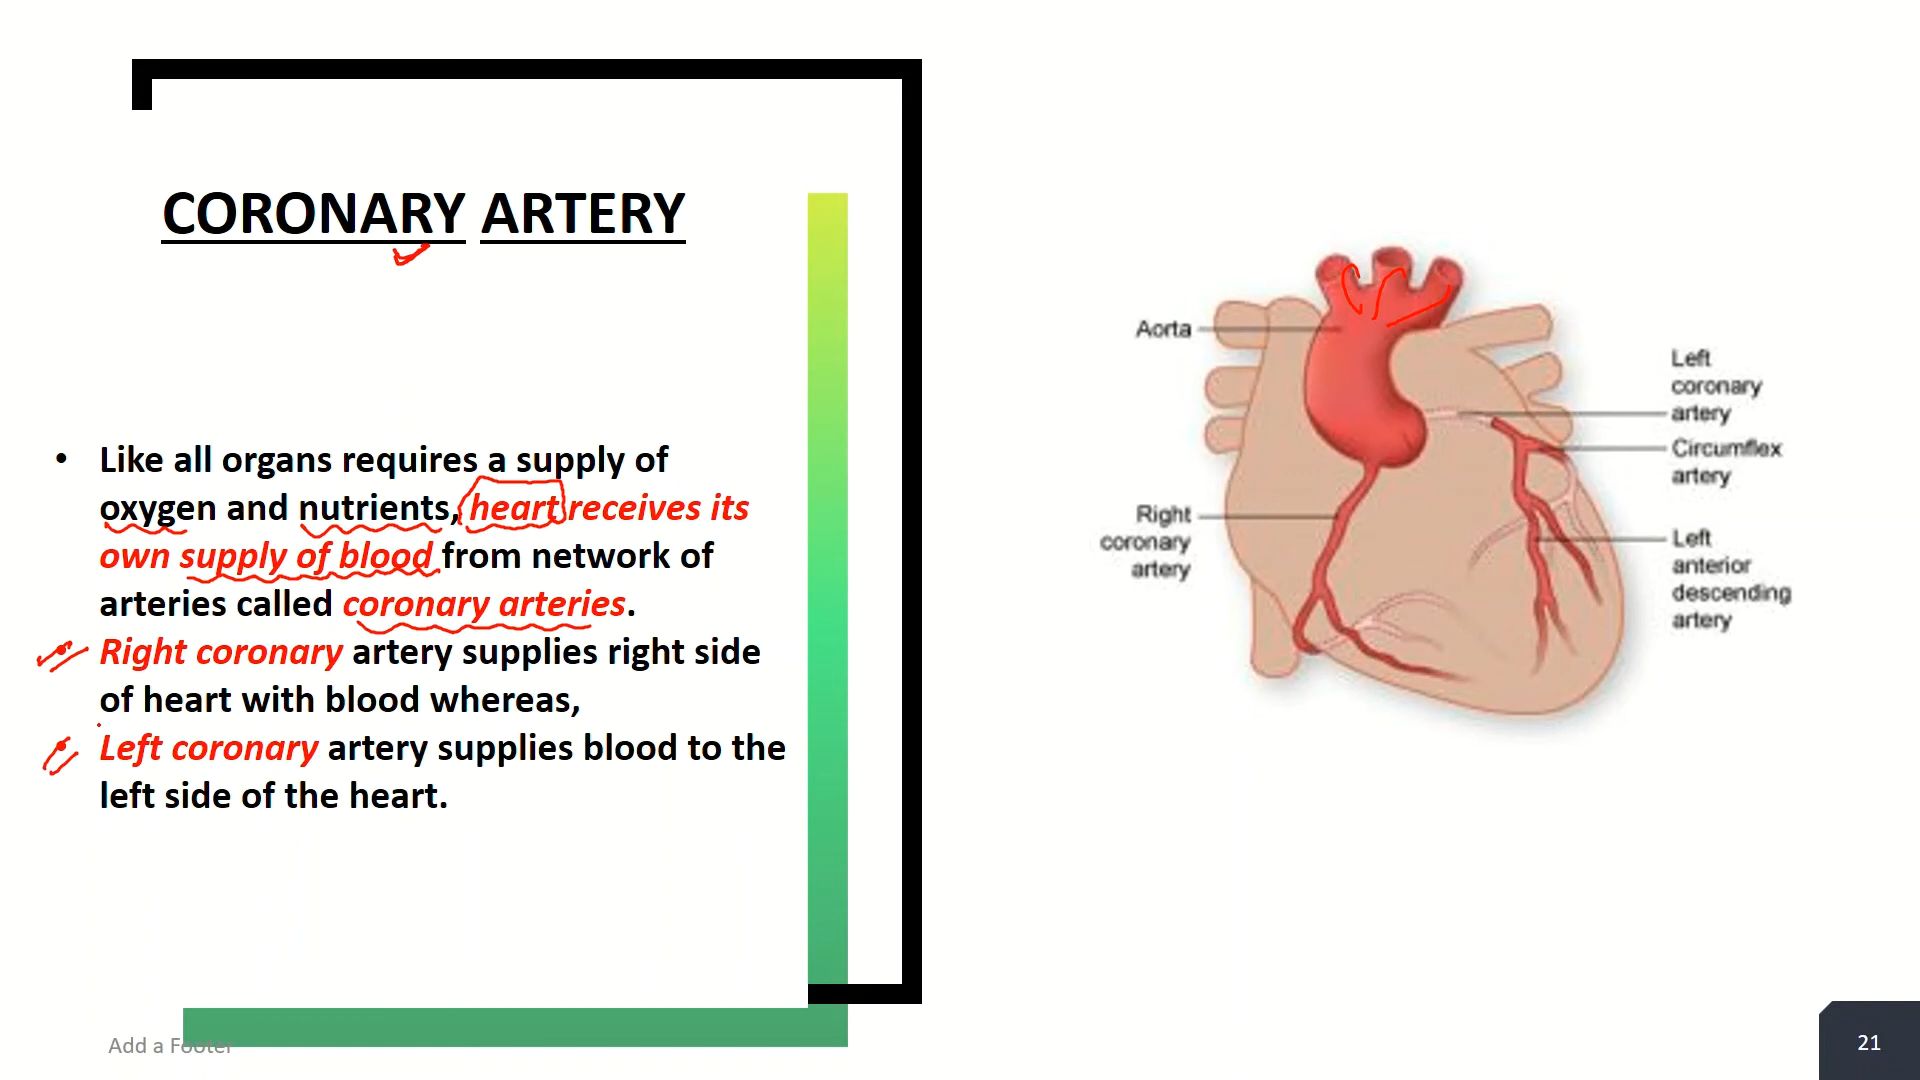 CORONARY ARTERY
• Like all organs requires a supply of
oxygen and nutrients, heart receives its
own supply of blood from network of
arteries called coronary arteries.
• Right coronary artery supplies right side
of heart with blood whereas,
• Left coronary artery supplies blood to the
left side of the heart.
Aorta
Right
coronary
artery
Left
coronary
artery
Circumflex
artery
Left
anterior
descending
artery
Add a Footer
21